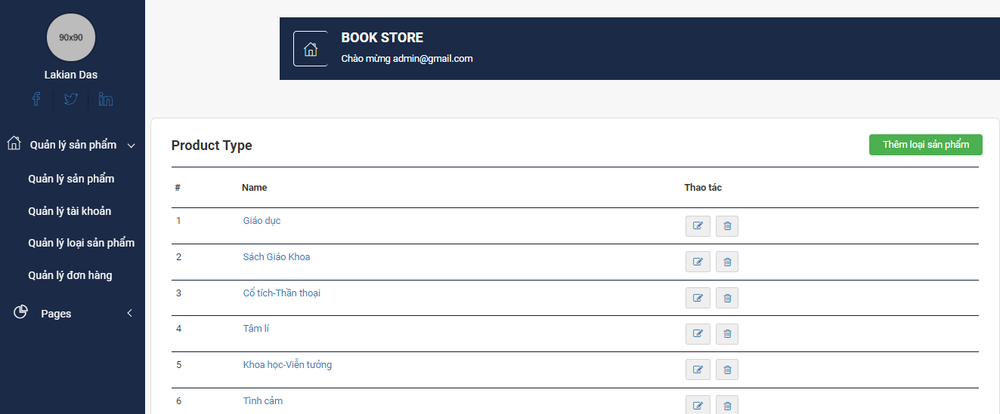 90x90
Lakian Das
Quản lý sản phẩm
Quản lý sản phẩm
Quản lý tài khoản
Quản lý loại sản phẩm
Quản lý đơn hàng
Pages
BOOK STORE
Chào mừng admin@gmail.com
Product Type
Thêm loại sản phẩm
# Name Thao tác
1 Giáo dục
2 Sách Giáo Khoa
3 Cổ tích-Thần thoại
4 Tâm lí
5 Khoa học-Viễn tưởng
6 Tình cảm